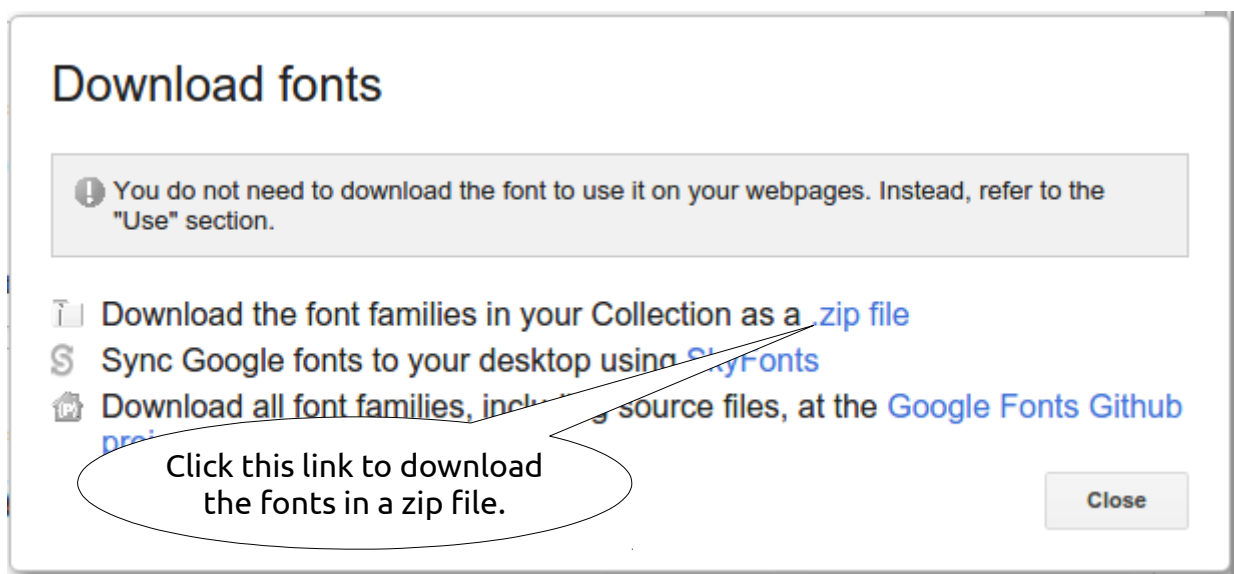 Download fonts
You do not need to download the font to use it on your webpages. Instead, refer to the
"Use" section.
Download the font families in your Collection as a .zip file
Sync Google fonts to your desktop using SkyFonts
Download all font families, including source files, at the Google Fonts Github
Click this link to download
the fonts in a zip file.
Close